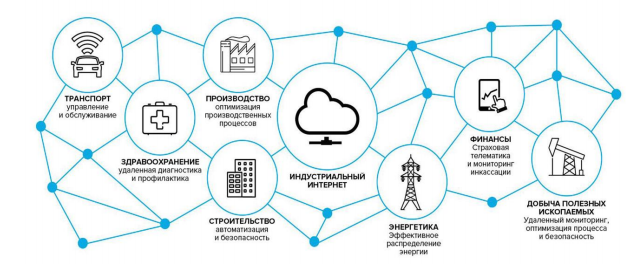 ТРАНСПОРТ
управление
и обслуживание
ЗДРАВООХРАНЕНИЕ
удаленная диагностика
и профилактика
ПРОИЗВОДСТВО
оптимизация
производственных
процессов
СТРОИТЕЛЬСТВО
автоматизация
и безопасность
ИНДУСТРИАЛЬНЫЙ
ИНТЕРНЕТ
ЭНЕРГЕТИКА
Эффективное
распределение
энергии
ФИНАНСЫ
Страховая
телематика
и мониторинг
инкассации
ДОБЫЧА ПОЛЕЗНЫХ
ИСКОПАЕМЫХ
Удаленный мониторинг,
оптимизация процесса
и безопасность